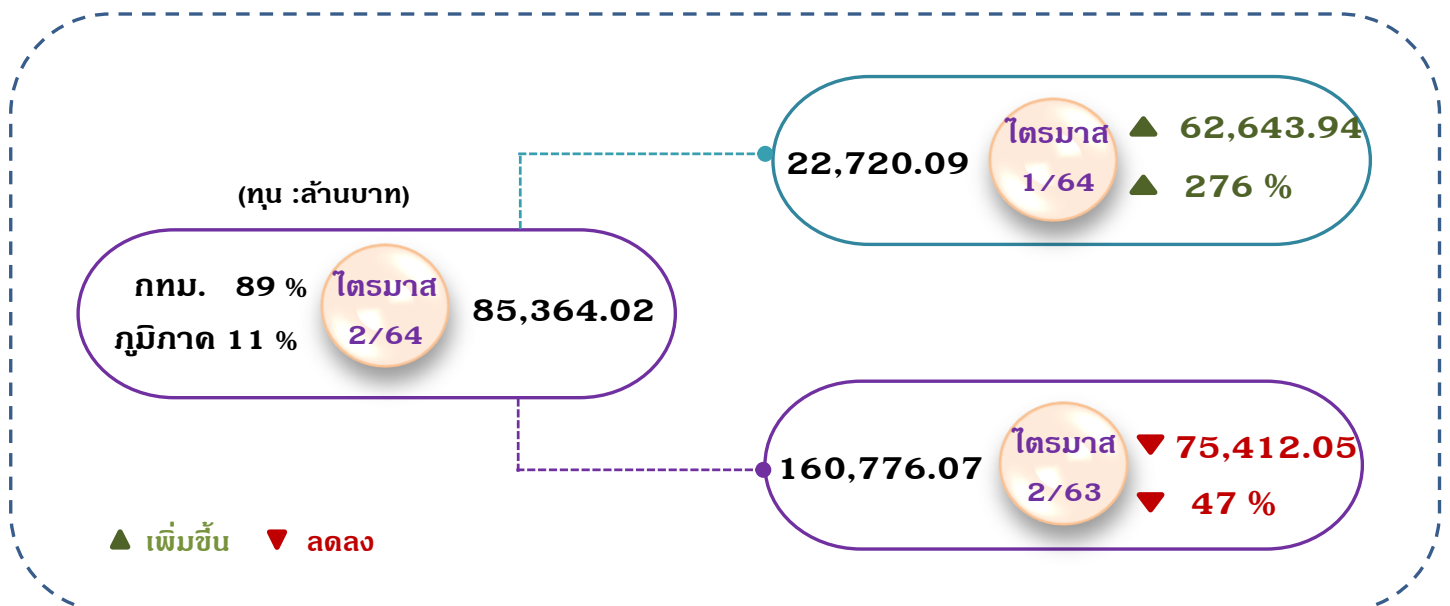 (ทุน :ล้านบาท)
กทม. 89 %
ภูมิภาค 11 %
ไตรมาส
2/64
85,364.02
22,720.09
ไตรมาส
1/64
▲ 62,643.94
▲ 276 %
160,776.07
ไตรมาส
2/63
▼ 75,412.05
▼ 47 %
▲ เพิ่มขึ้น ▼ ลดลง